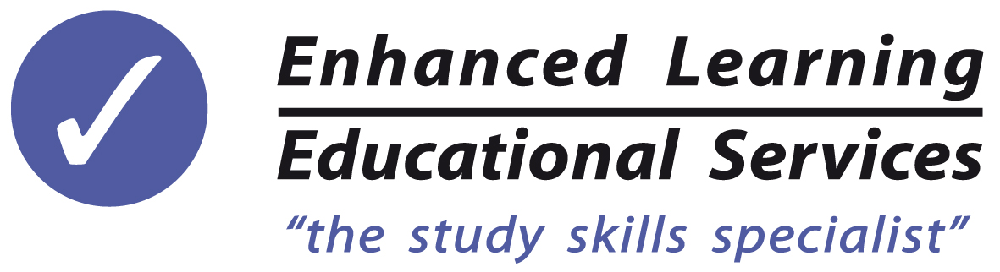 Enhanced Learning
Educational Services
“the study skills specialist”